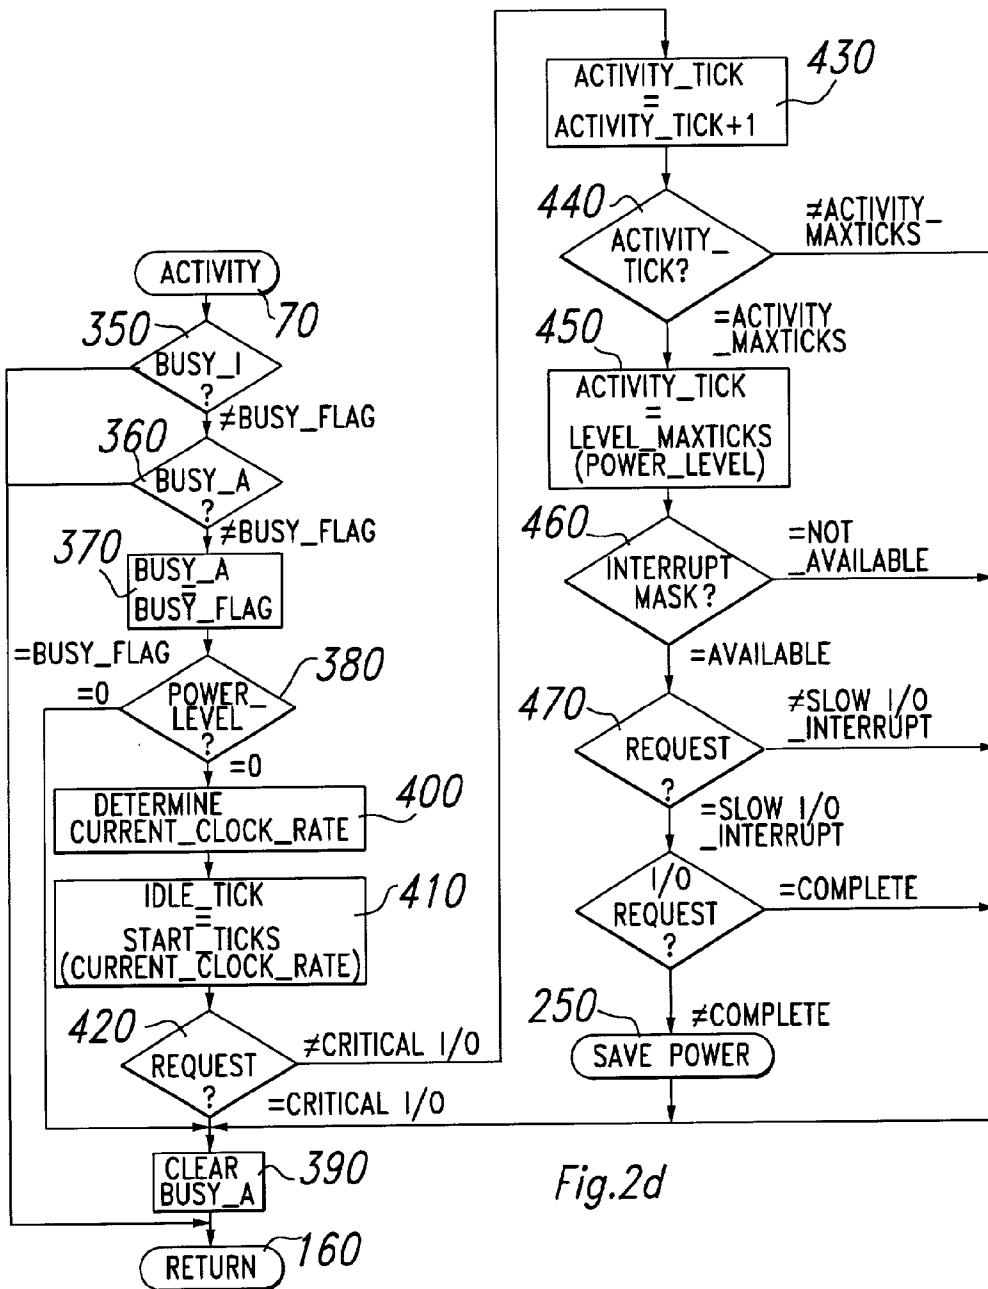 ACTIVITY
70
350
BUSY_I
?
≠BUSY_FLAG
360
BUSY_A
?
≠BUSY_FLAG
370
BUSY_A
=
BUSY_FLAG
=BUSY_FLAG
380
=0
POWER_
LEVEL
?
=0
DETERMINE
CURRENT_CLOCK_RATE
400
IDLE_TICK
=
START_TICKS
(CURRENT_CLOCK_RATE)
410
420
REQUEST
?
≠CRITICAL I/O
=CRITICAL I/O
CLEAR
BUSY_A
390
RETURN
160
ACTIVITY_TICK
=
ACTIVITY_TICK+1
430
440
ACTIVITY_
TICK?
≠ACTIVITY_
MAXTICKS
=ACTIVITY
_MAXTICKS
450
ACTIVITY_TICK
=
LEVEL_MAXTICKS
(POWER_LEVEL)
460
INTERRUPT
MASK?
=NOT
_AVAILABLE
=AVAILABLE
470
REQUEST
?
≠SLOW I/O
_INTERRUPT
=SLOW I/O
_INTERRUPT
I/O
REQUEST
?
=COMPLETE
≠COMPLETE
250
SAVE POWER
Fig.2d